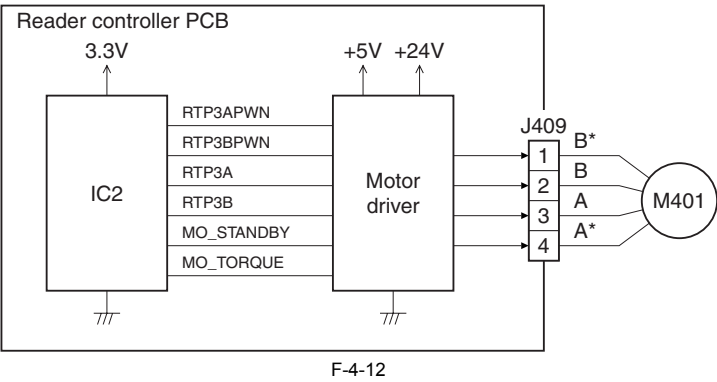 Reader controller PCB
3.3V
+5V +24V
RTP3APWN
RTP3BPWN
RTP3A
RTP3B
MO_STANDBY
MO_TORQUE
IC2
Motor
driver
J409
1
2
3
4
B*
B
A
A*
M401
F-4-12